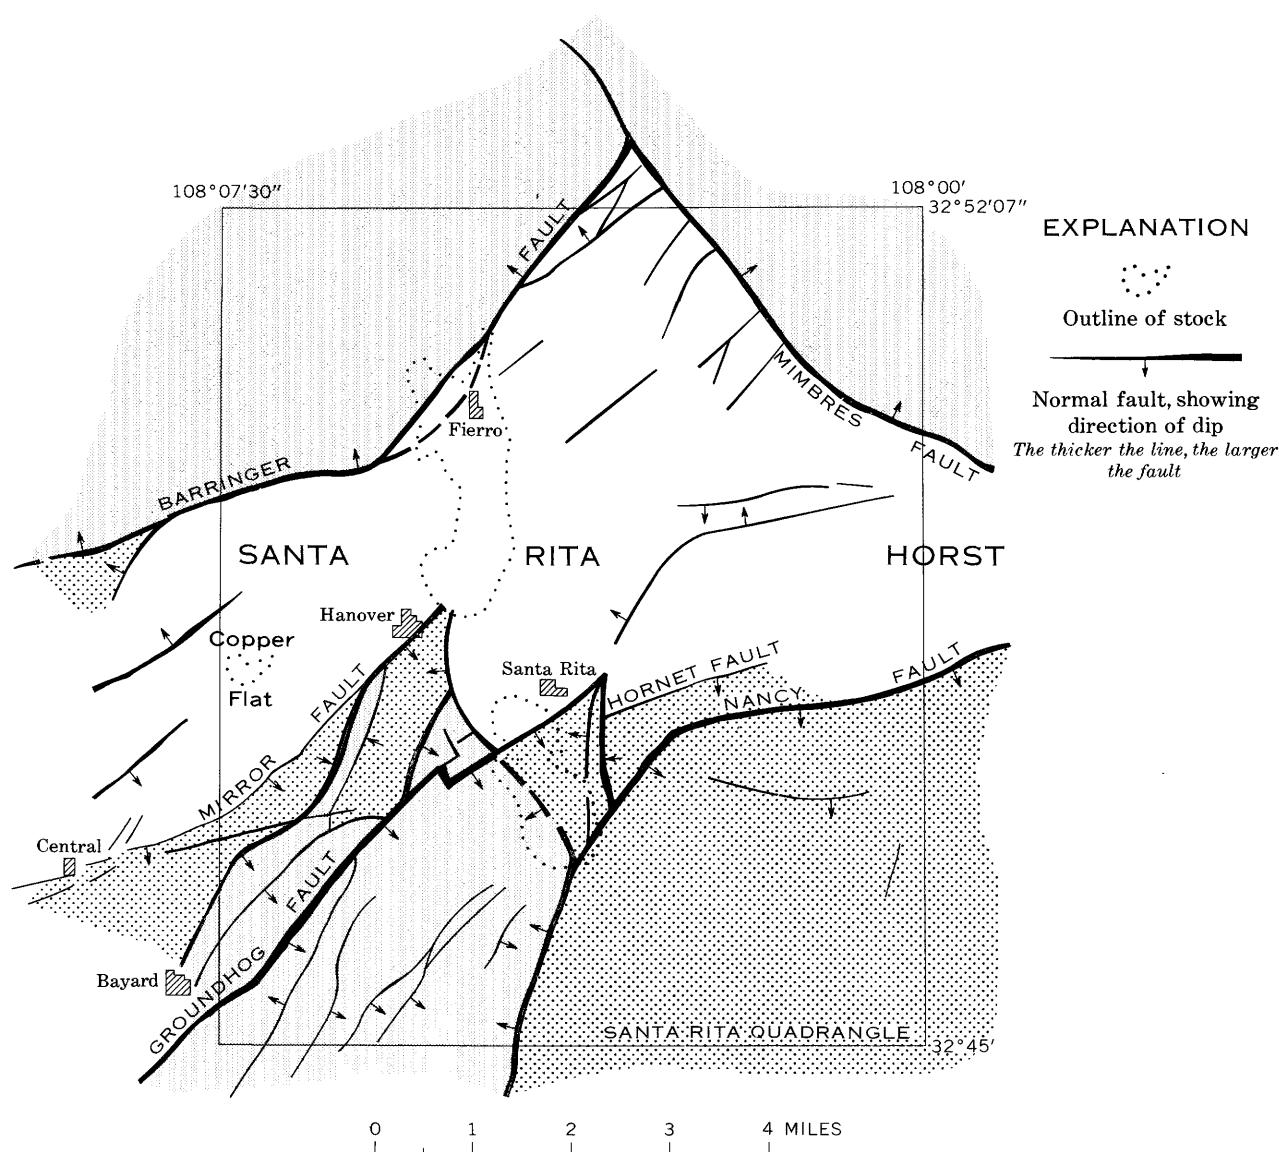 108°07′30″
108°00′
32°52′07″
EXPLANATION
Outline of stock
Normal fault, showing
direction of dip
The thicker the line, the larger
the fault
FAULT
MIMBRES
FAULT
Fierro
BARRINGER
SANTA RITA HORST
Hanover
Copper
Flat
Santa Rita
HORNET FAULT
NANCY
FAULT
MIRROR
FAULT
Central
Bayard
GROUNDHOG
FAULT
SANTA RITA QUADRANGLE
32°45′
0 1 2 3 4 MILES